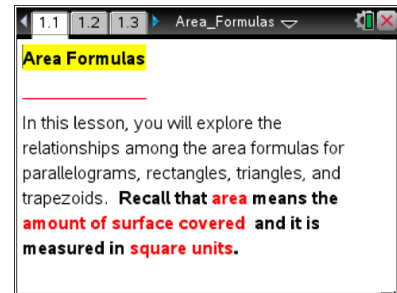 1.1 1.2 1.3 Area_Formulas
Area Formulas
In this lesson, you will explore the
relationships among the area formulas for
parallelograms, rectangles, triangles, and
trapezoids. Recall that area means the
amount of surface covered and it is
measured in square units.